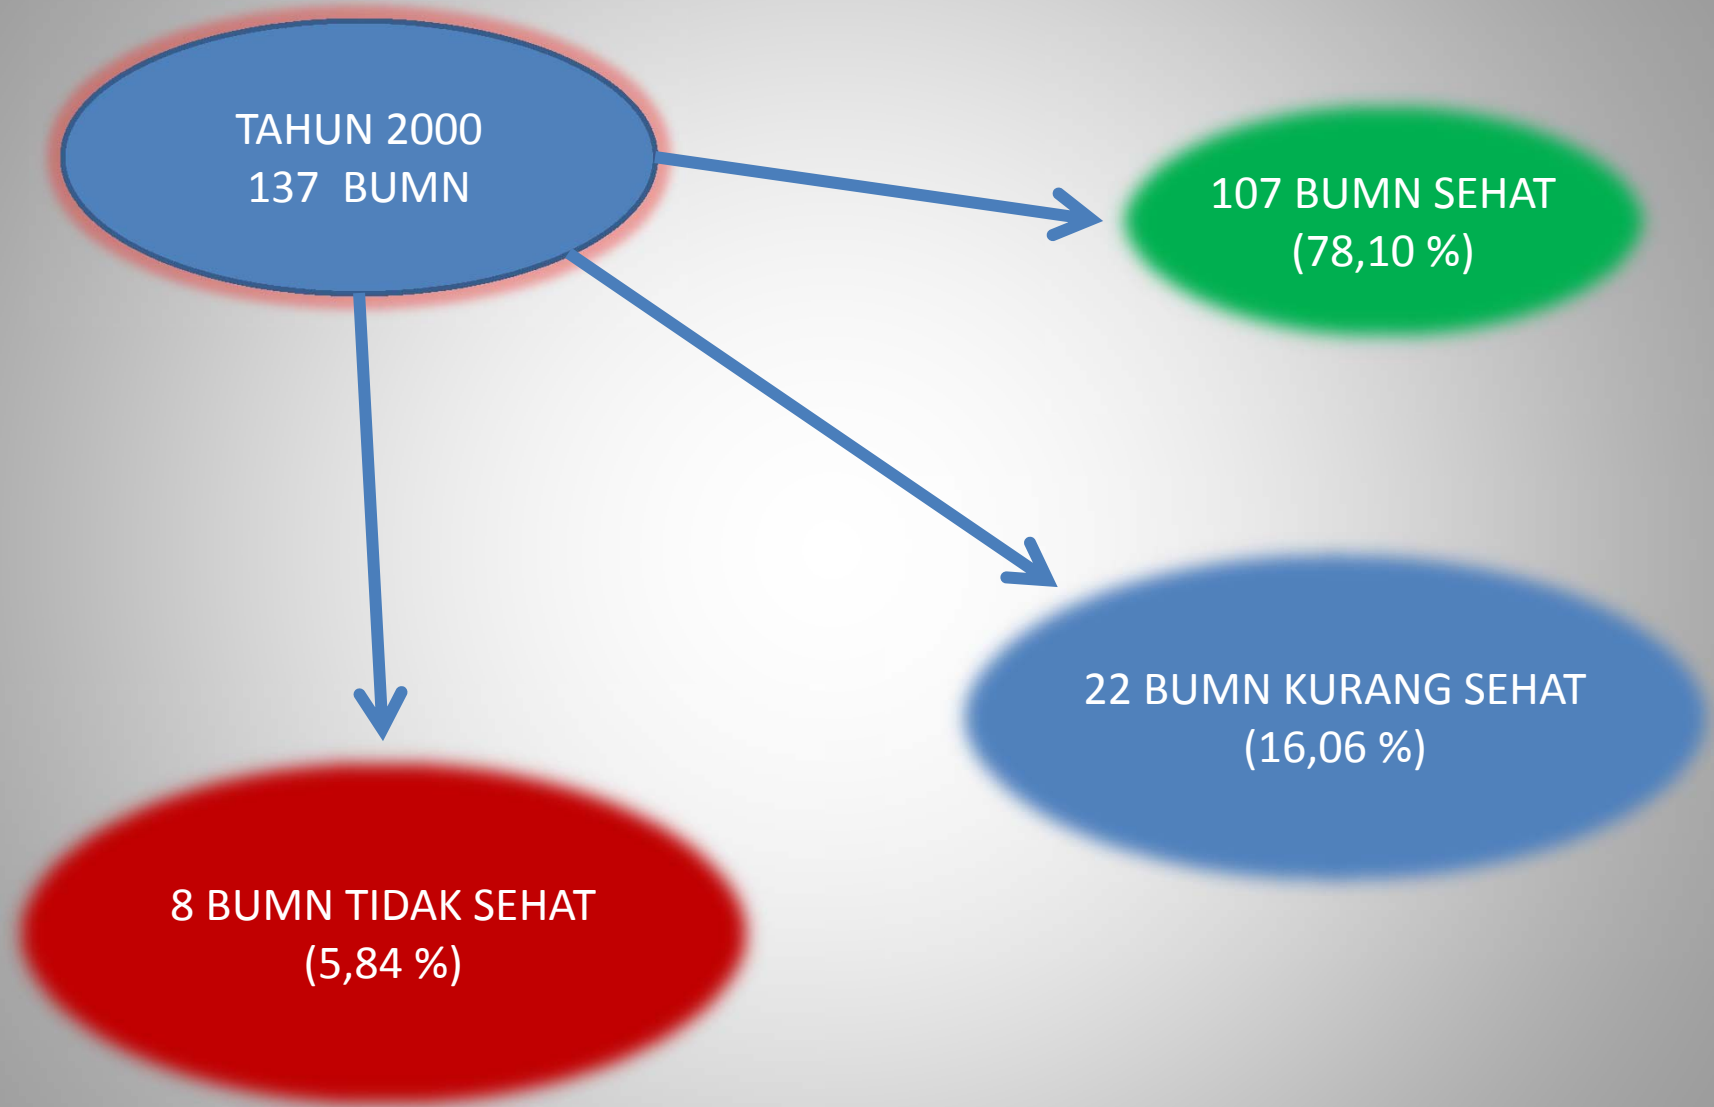 TAHUN 2000
137 BUMN
107 BUMN SEHAT
(78,10 %)
22 BUMN KURANG SEHAT
(16,06 %)
8 BUMN TIDAK SEHAT
(5,84 %)